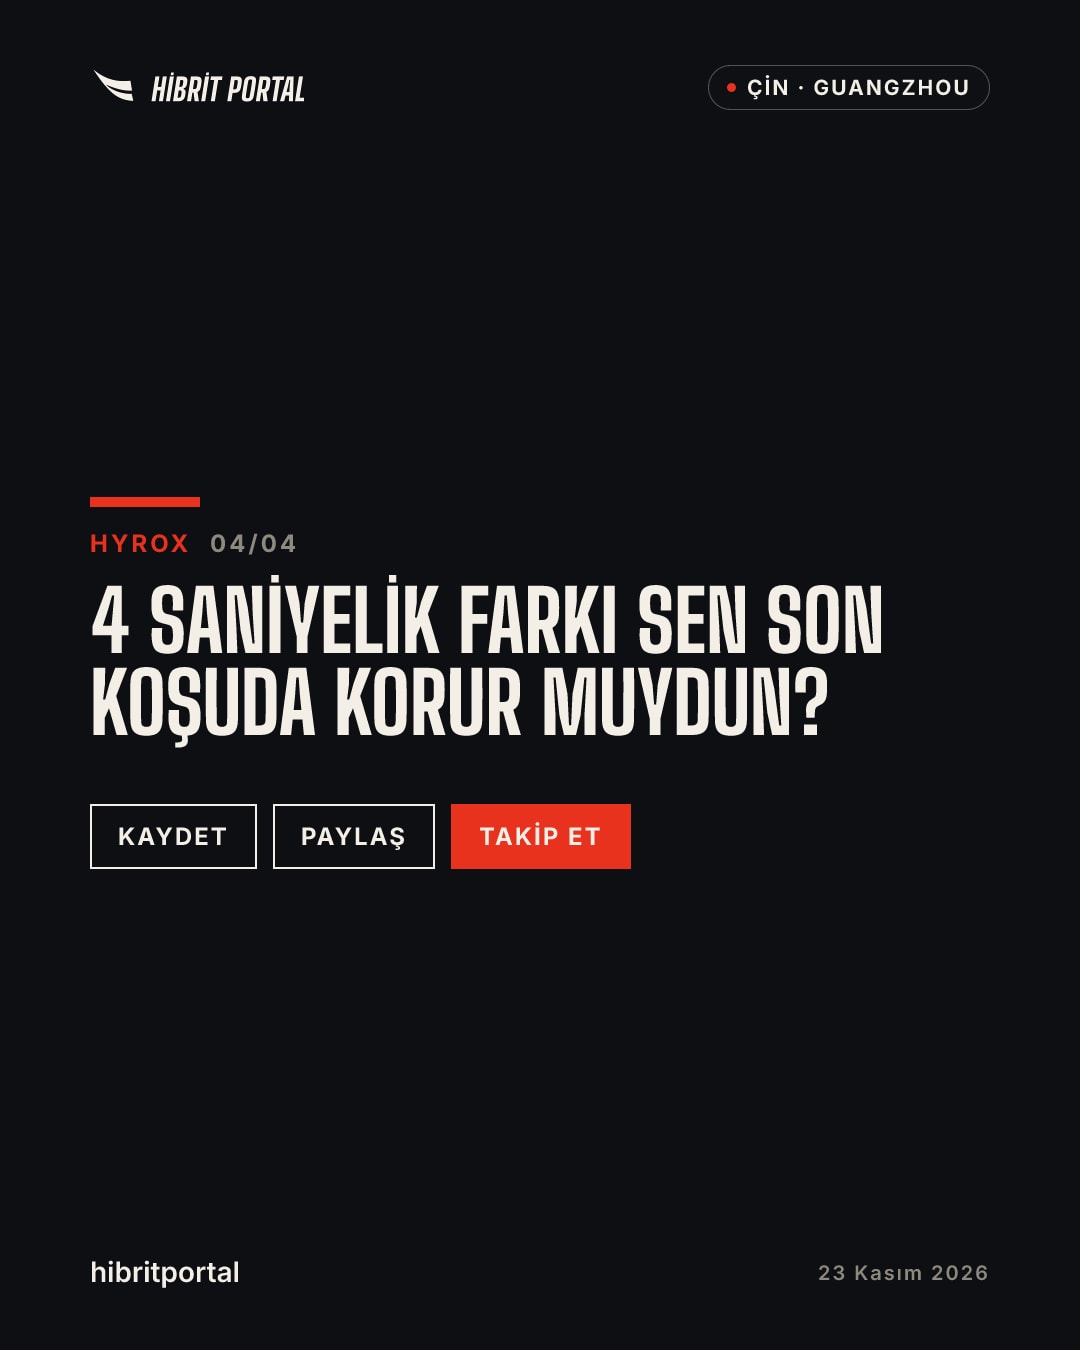 HİBRİT PORTAL
ÇİN · GUANGZHOU
HYROX 04/04
4 SANİYELİK FARKI SEN SON
KOŞUDA KORUR MUYDUN?
KAYDET
PAYLAŞ
TAKİP ET
hibritportal
23 Kasım 2026